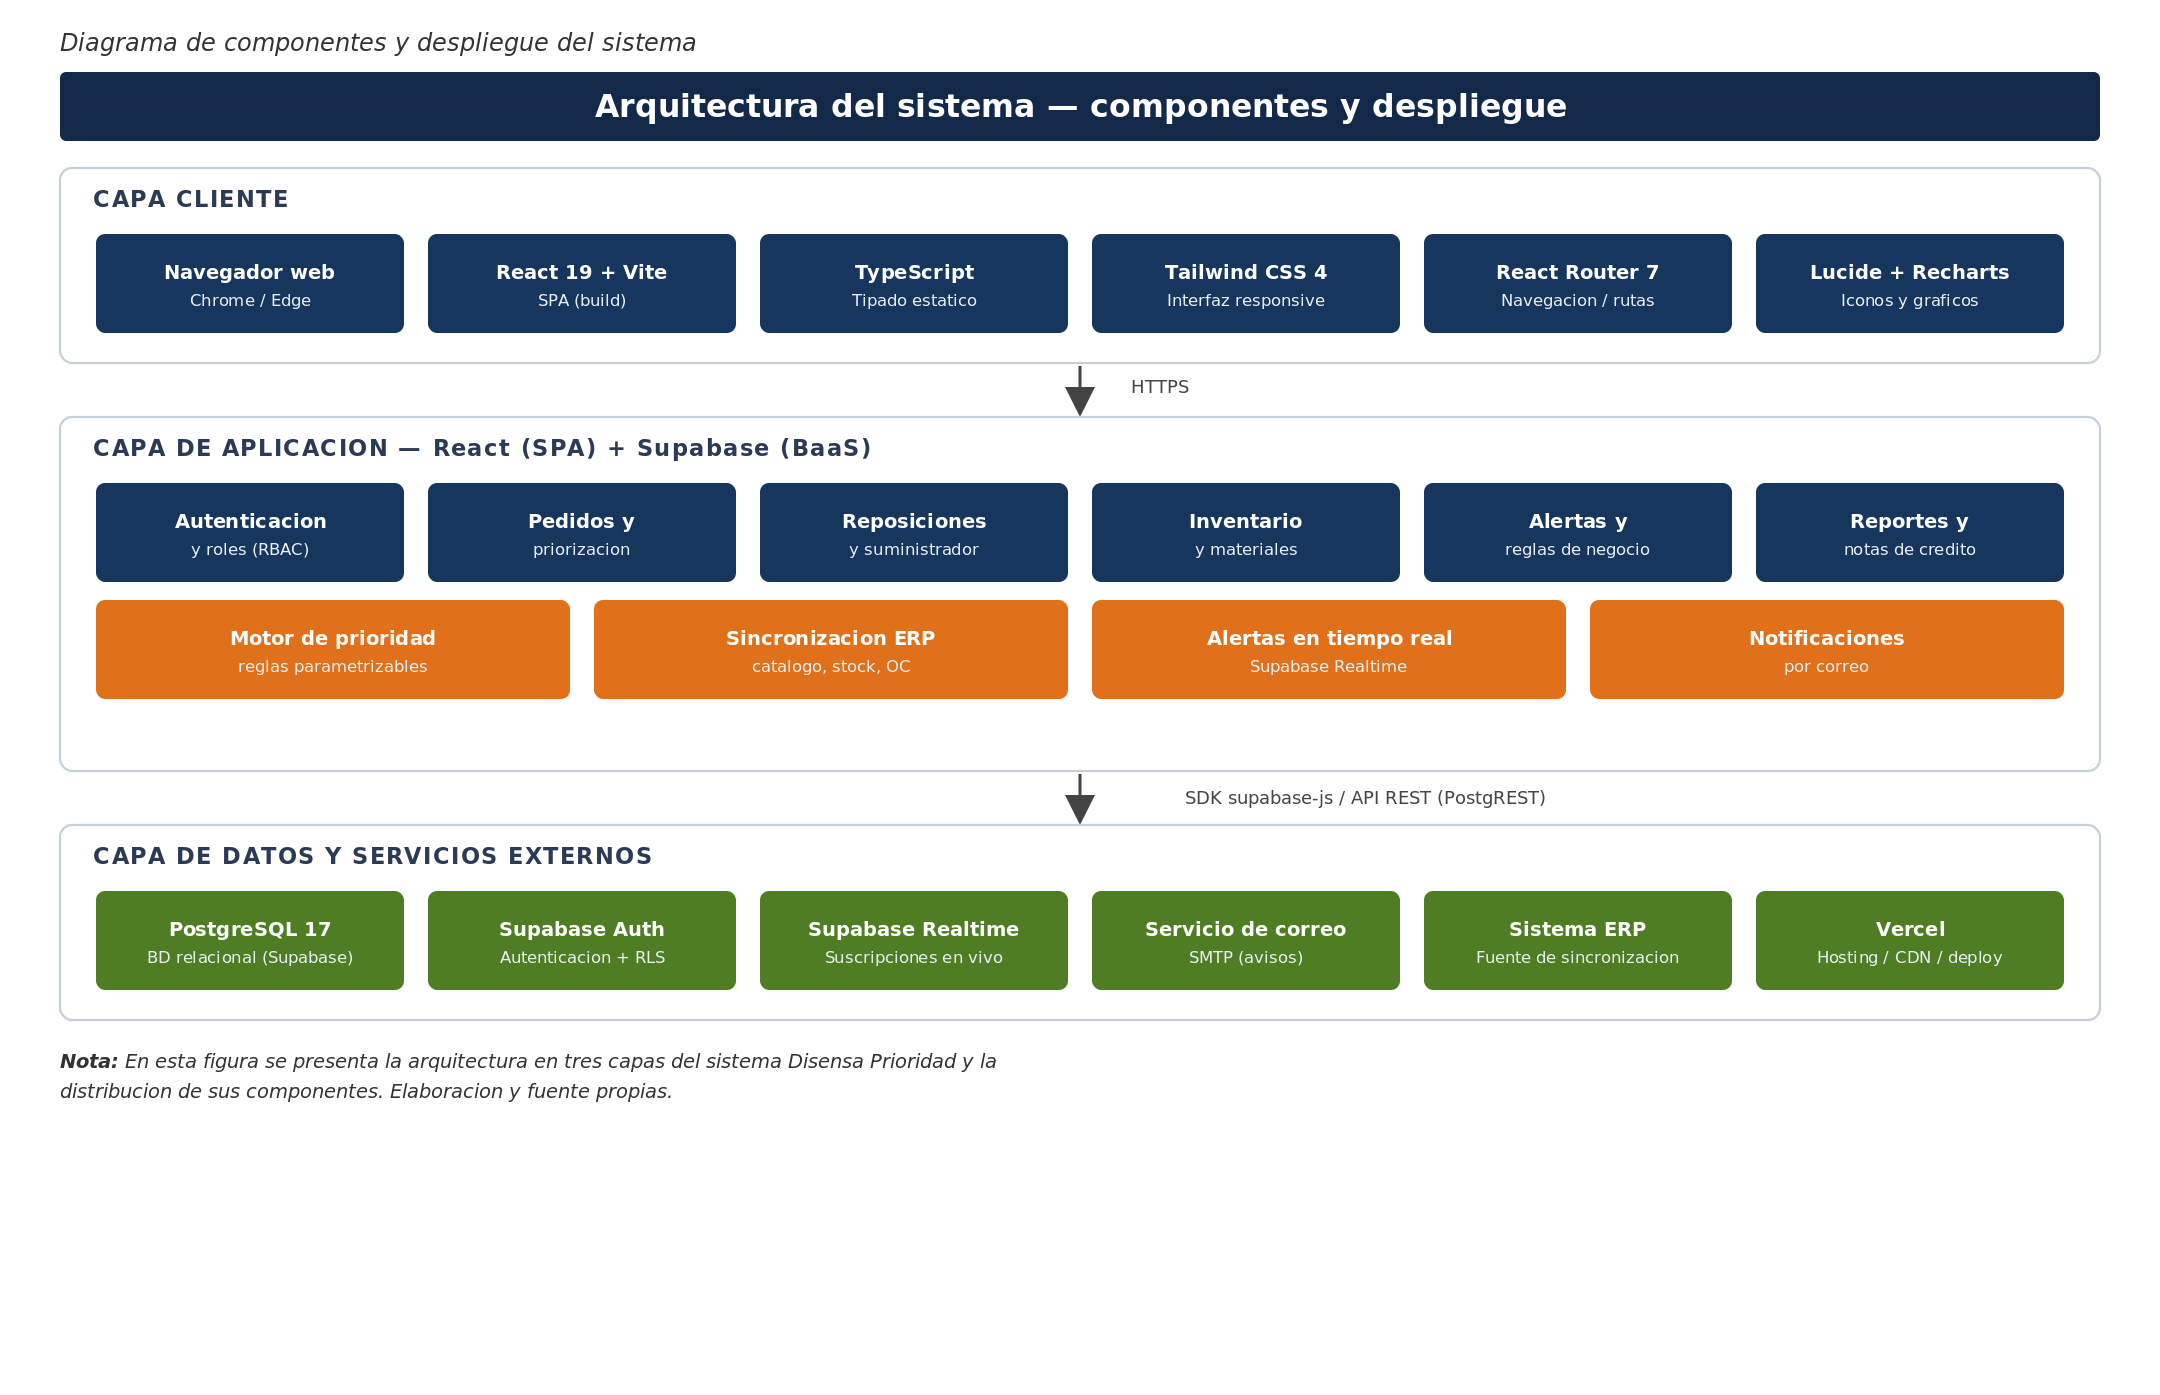 Diagrama de componentes y despliegue del sistema
Arquitectura del sistema — componentes y despliegue
CAPA CLIENTE
Navegador web
Chrome / Edge
React 19 + Vite
SPA (build)
TypeScript
Tipado estatico
Tailwind CSS 4
Interfaz responsive
React Router 7
Navegacion / rutas
Lucide + Recharts
Iconos y graficos
HTTPS
CAPA DE APLICACION — React (SPA) + Supabase (BaaS)
Autenticacion
y roles (RBAC)
Pedidos y
priorizacion
Reposiciones
y suministrador
Inventario
y materiales
Alertas y
reglas de negocio
Reportes y
notas de credito
Motor de prioridad
reglas parametrizables
Sincronizacion ERP
catalogo, stock, OC
Alertas en tiempo real
Supabase Realtime
Notificaciones
por correo
SDK supabase-js / API REST (PostgREST)
CAPA DE DATOS Y SERVICIOS EXTERNOS
PostgreSQL 17
BD relacional (Supabase)
Supabase Auth
Autenticacion + RLS
Supabase Realtime
Suscripciones en vivo
Servicio de correo
SMTP (avisos)
Sistema ERP
Fuente de sincronizacion
Vercel
Hosting / CDN / deploy
Nota: En esta figura se presenta la arquitectura en tres capas del sistema Disensa Prioridad y la
distribucion de sus componentes. Elaboracion y fuente propias.